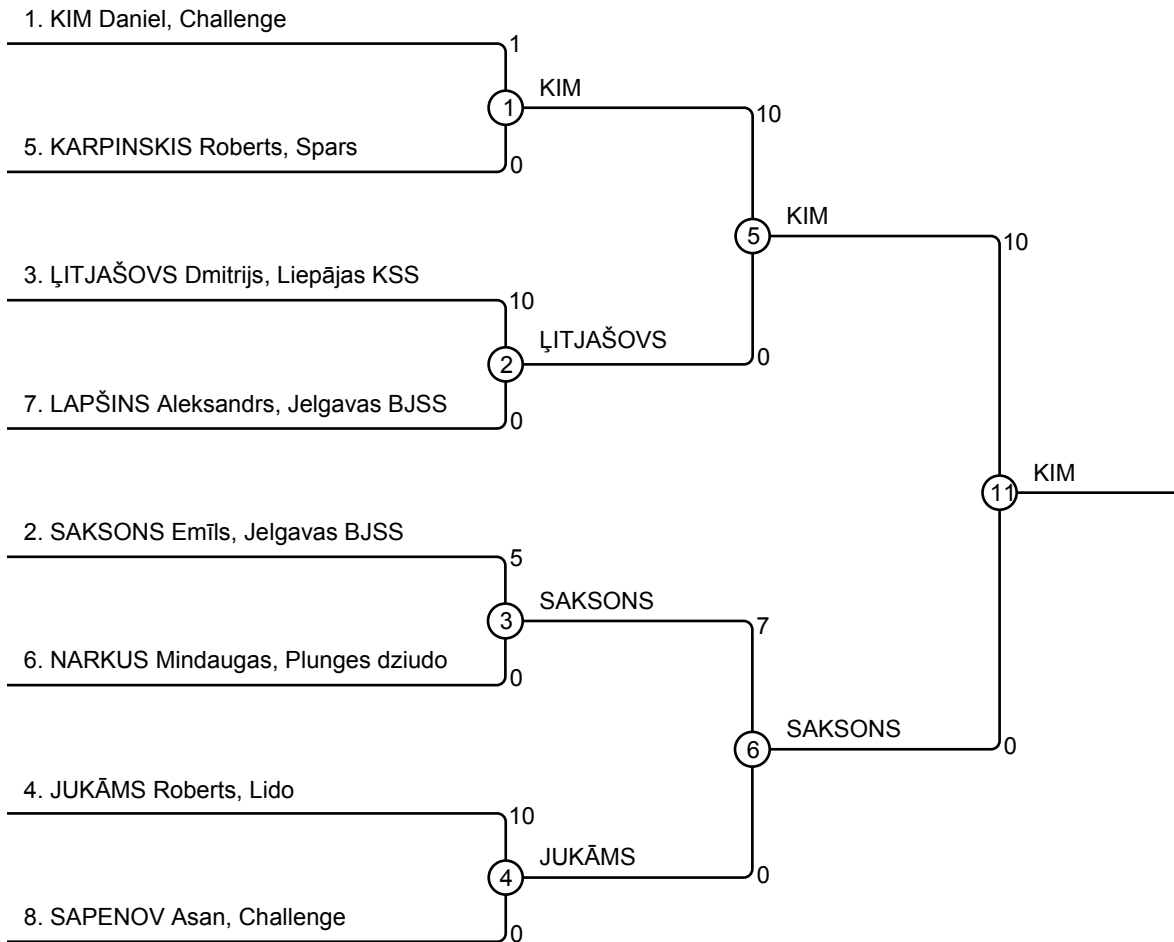 1. KIM Daniel, Challenge
1
1
KIM
10
5. KARPINSKIS Roberts, Spars
0
5
KIM
10
3. ĻITJAŠOVS Dmitrijs, Liepājas KSS
10
2
ĻITJAŠOVS
0
7. LAPŠINS Aleksandrs, Jelgavas BJSS
0
11
KIM
2. SAKSONS Emīls, Jelgavas BJSS
5
3
SAKSONS
7
6. NARKUS Mindaugas, Plunges dziudo
0
6
SAKSONS
0
4. JUKĀMS Roberts, Lido
10
4
JUKĀMS
0
8. SAPENOV Asan, Challenge
0